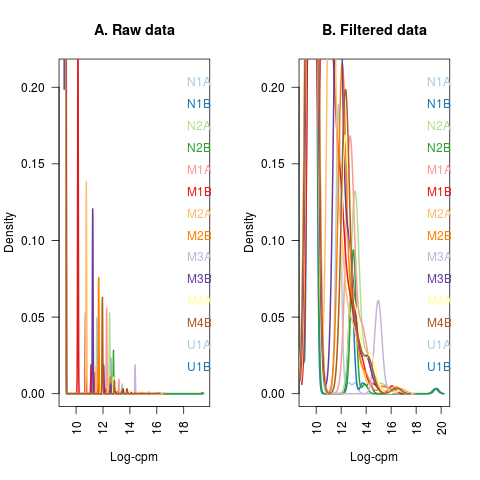 A. Raw data
B. Filtered data
Density
0.20
0.15
0.10
0.05
0.00
N1A
N1B
N2A
N2B
M1A
M1B
M2A
M2B
M3A
M3B
M4A
M4B
U1A
U1B
10
12
14
16
18
Log-cpm
Density
0.20
0.15
0.10
0.05
0.00
N1A
N1B
N2A
N2B
M1A
M1B
M2A
M2B
M3A
M3B
M4A
M4B
U1A
U1B
10
12
14
16
18
20
Log-cpm